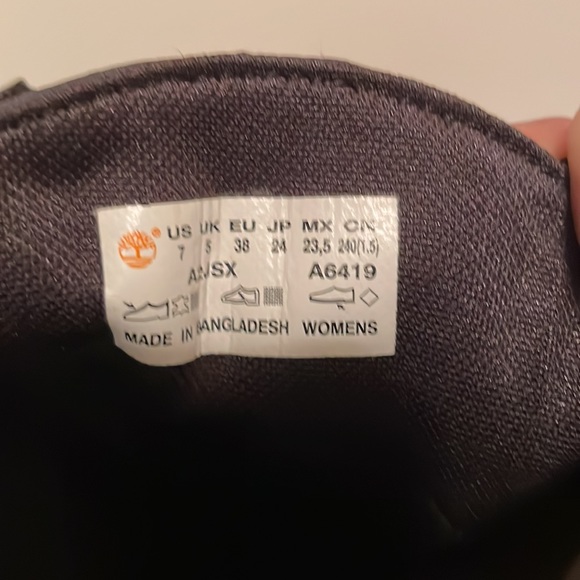 US UK EU JP MX CN
7 5 38 24 23,5 240(1.5)
A6419
MADE IN BANGLADESH WOMENS